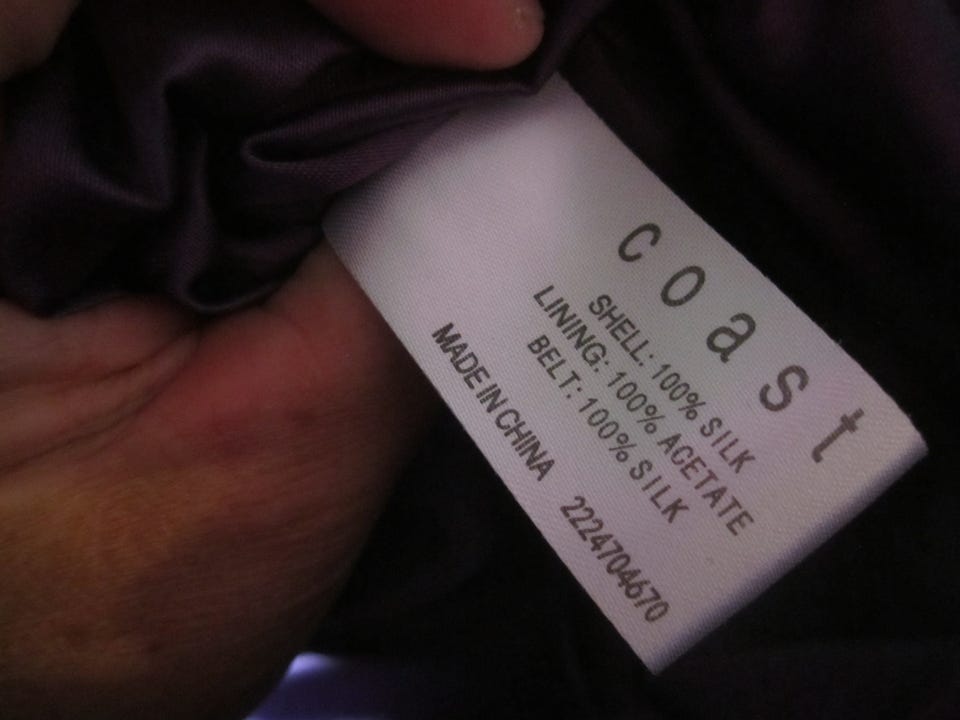 coast
SHELL: 100% SILK
LINING: 100% ACETATE
BELT: 100% SILK
MADE IN CHINA 2224704670